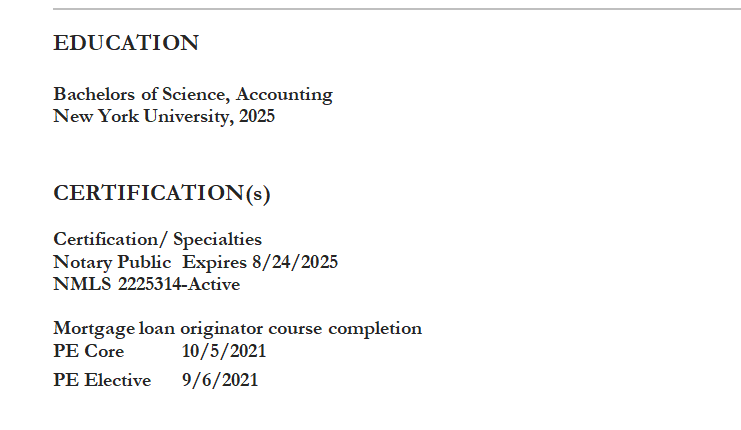 EDUCATION
Bachelors of Science, Accounting
New York University, 2025
CERTIFICATION(s)
Certification/ Specialties
Notary Public  Expires 8/24/2025
NMLS 2225314-Active
Mortgage loan originator course completion
PE Core 10/5/2021
PE Elective 9/6/2021